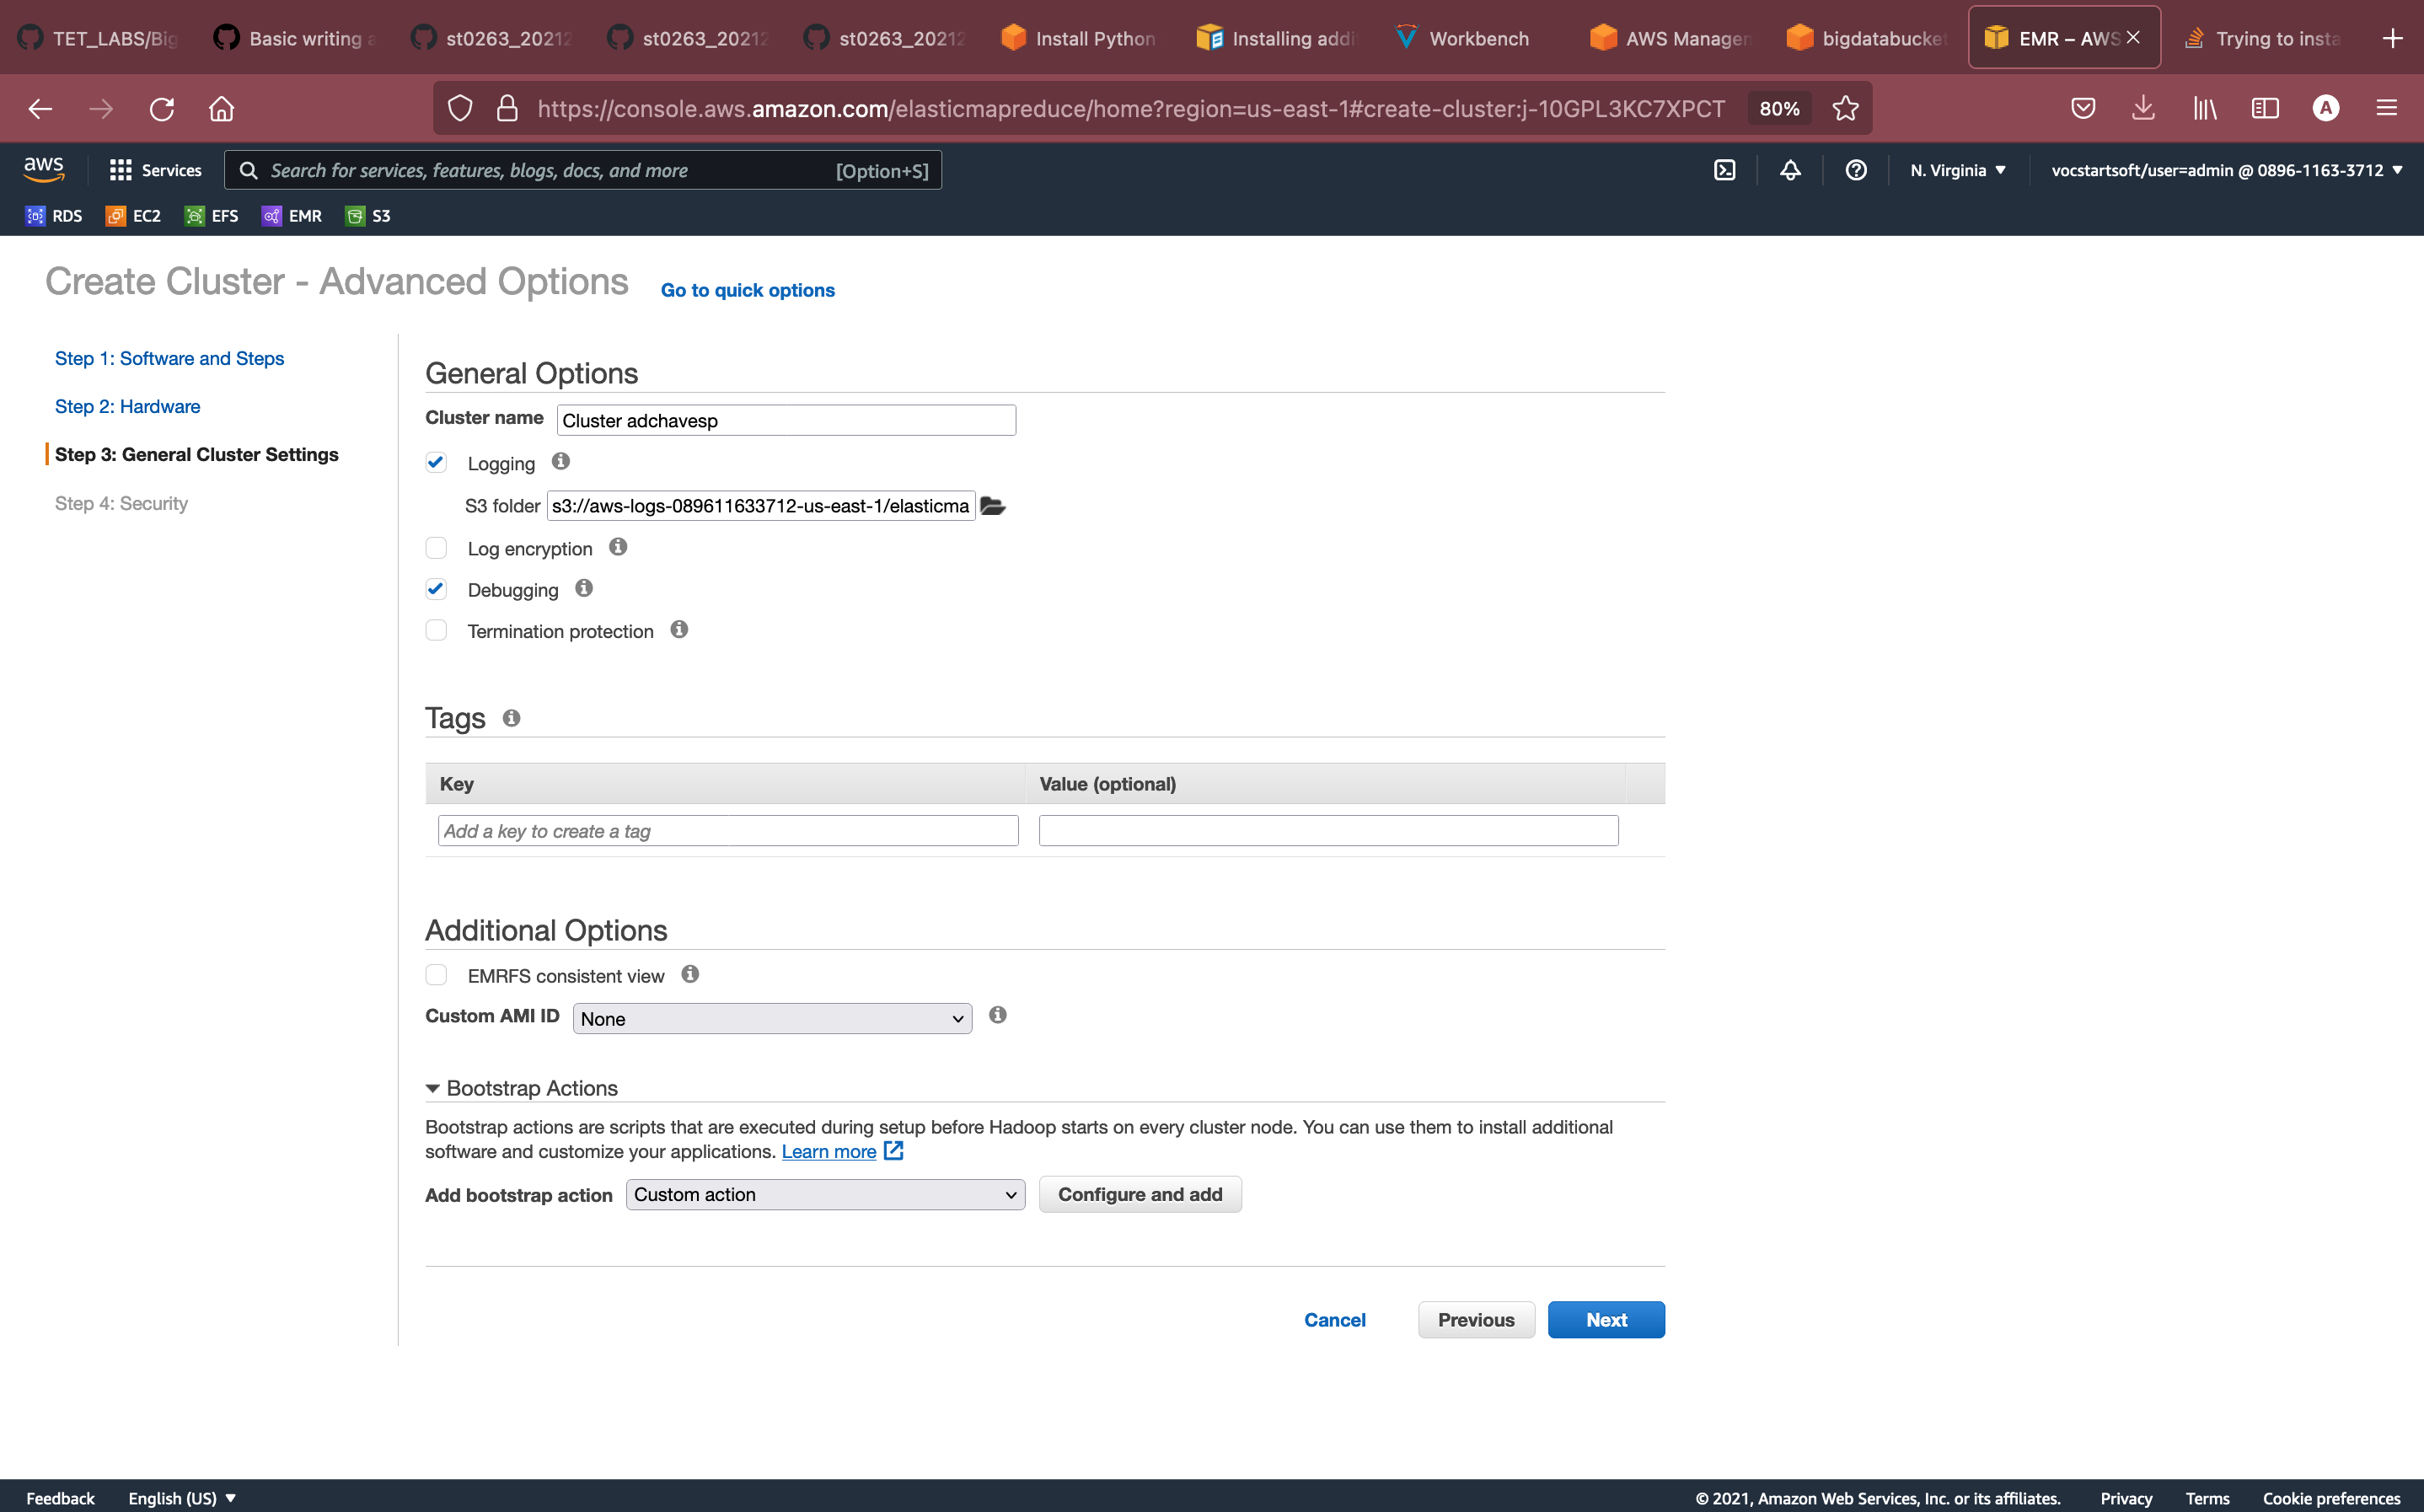 TET_LABS/Big
Basic writing a
st0263_20212
st0263_20212
st0263_20212
Install Python
Installing addi
Workbench
AWS Manager
bigdatabucket
EMR – AWS
Trying to insta
https://console.aws.amazon.com/elasticmapreduce/home?region=us-east-1#create-cluster:j-10GPL3KC7XPCT
80%
A
aws
Services
Search for services, features, blogs, docs, and more
[Option+S]
N. Virginia
vocstartsoft/user=admin @ 0896-1163-3712
RDS
EC2
EFS
EMR
S3
Create Cluster - Advanced Options
Go to quick options
Step 1: Software and Steps
Step 2: Hardware
Step 3: General Cluster Settings
Step 4: Security
General Options
Cluster name
Cluster adchavesp
Logging
S3 folder
s3://aws-logs-089611633712-us-east-1/elasticma
Log encryption
Debugging
Termination protection
Tags
Key
Value (optional)
Add a key to create a tag
Additional Options
EMRFS consistent view
Custom AMI ID
None
Bootstrap Actions
Bootstrap actions are scripts that are executed during setup before Hadoop starts on every cluster node. You can use them to install additional
software and customize your applications. Learn more
Add bootstrap action
Custom action
Configure and add
Cancel
Previous
Next
Feedback
English (US)
© 2021, Amazon Web Services, Inc. or its affiliates.
Privacy
Terms
Cookie preferences